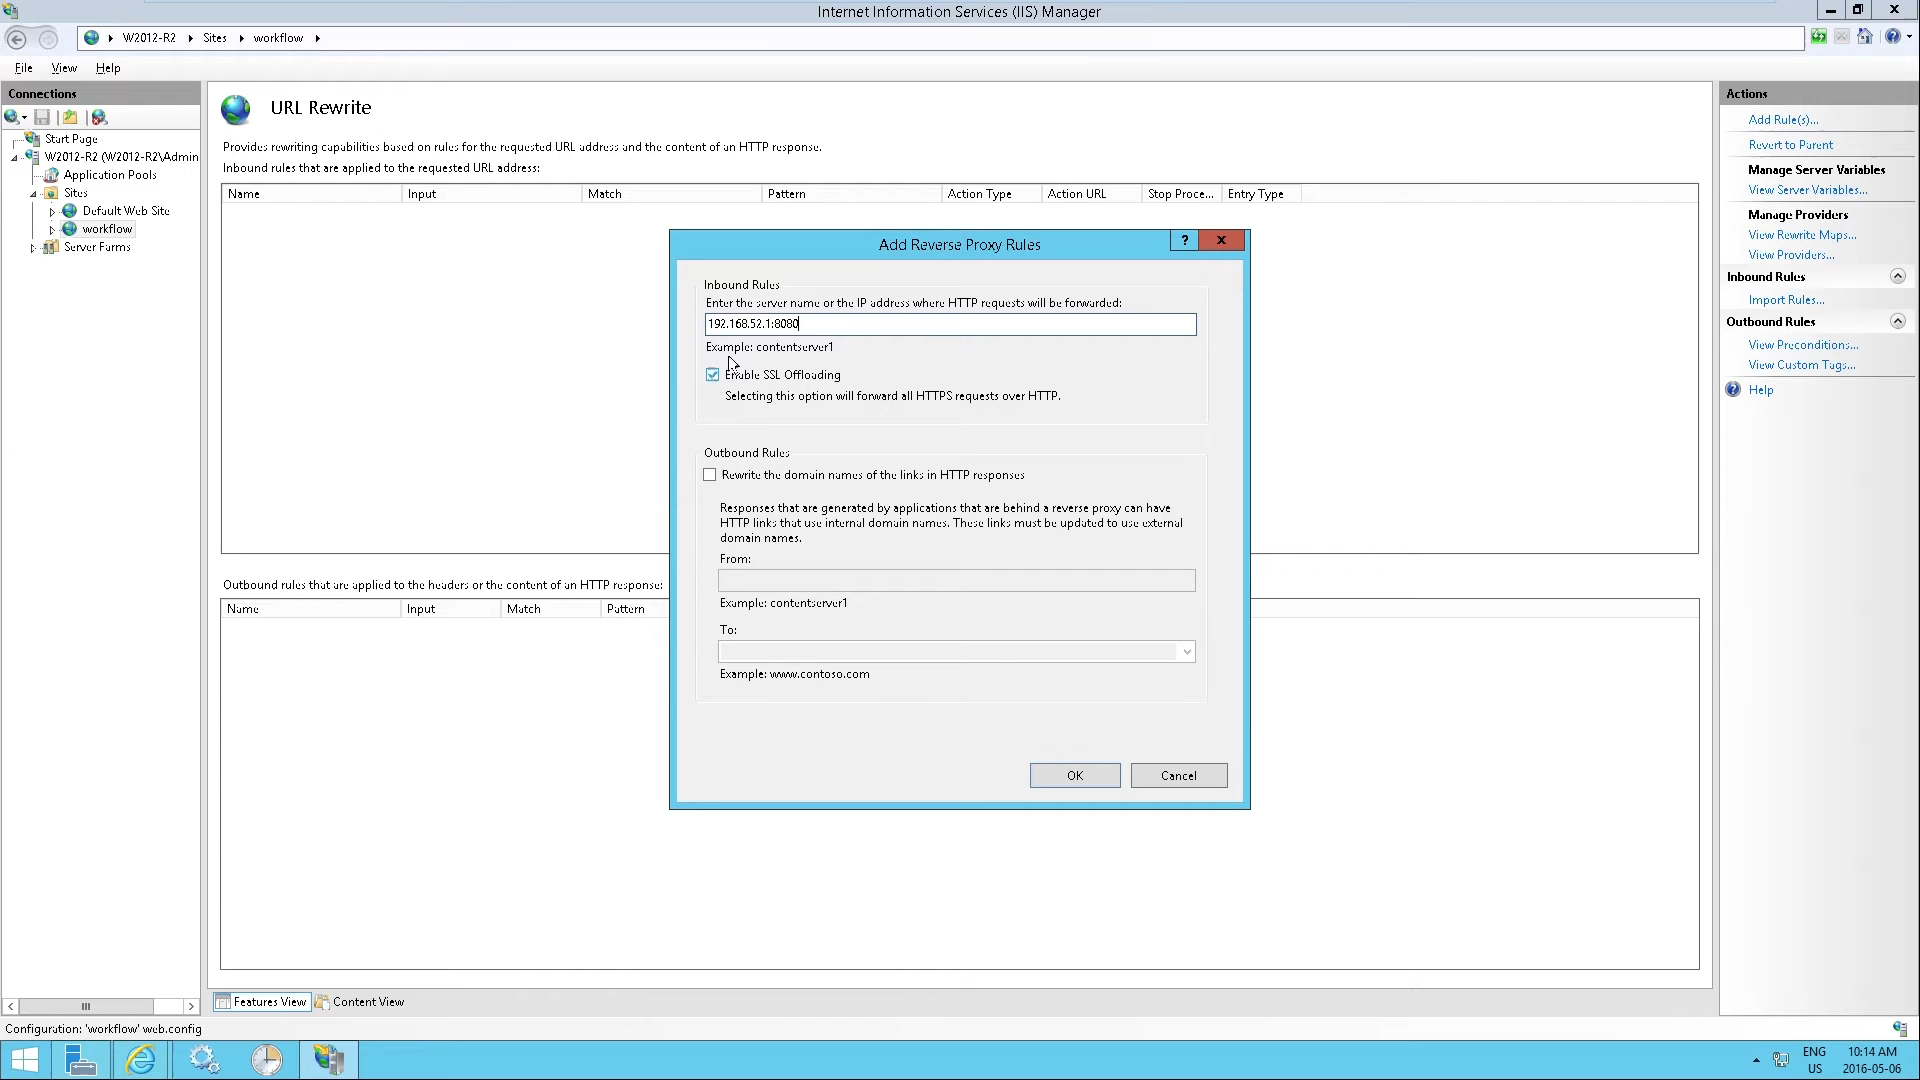 Internet Information Services (IIS) Manager
W2012-R2
Sites
workflow
File
View
Help
Connections
Start Page
W2012-R2 (W2012-R2\Admin
Application Pools
Sites
Default Web Site
workflow
Server Farms
URL Rewrite
Provides rewriting capabilities based on rules for the requested URL address and the content of an HTTP response.
Inbound rules that are applied to the requested URL address:
Name Input Match Pattern Action Type Action URL Stop Proce... Entry Type
Add Reverse Proxy Rules
?
Inbound Rules
Enter the server name or the IP address where HTTP requests will be forwarded:
192.168.52.1:8080
Example: contentserver1
Enable SSL Offloading
Selecting this option will forward all HTTPS requests over HTTP.
Outbound Rules
Rewrite the domain names of the links in HTTP responses
Responses that are generated by applications that are behind a reverse proxy can have
HTTP links that use internal domain names. These links must be updated to use external
domain names.
From:
Example: contentserver1
To:
Example: www.contoso.com
OK
Cancel
Outbound rules that are applied to the headers or the content of an HTTP response:
Name Input Match Pattern
Features View
Content View
Actions
Add Rule(s)...
Revert to Parent
Manage Server Variables
View Server Variables...
Manage Providers
View Rewrite Maps...
View Providers...
Inbound Rules
Import Rules...
Outbound Rules
View Preconditions...
View Custom Tags...
Help
Configuration: 'workflow' web.config
ENG
US
10:14 AM
2016-05-06